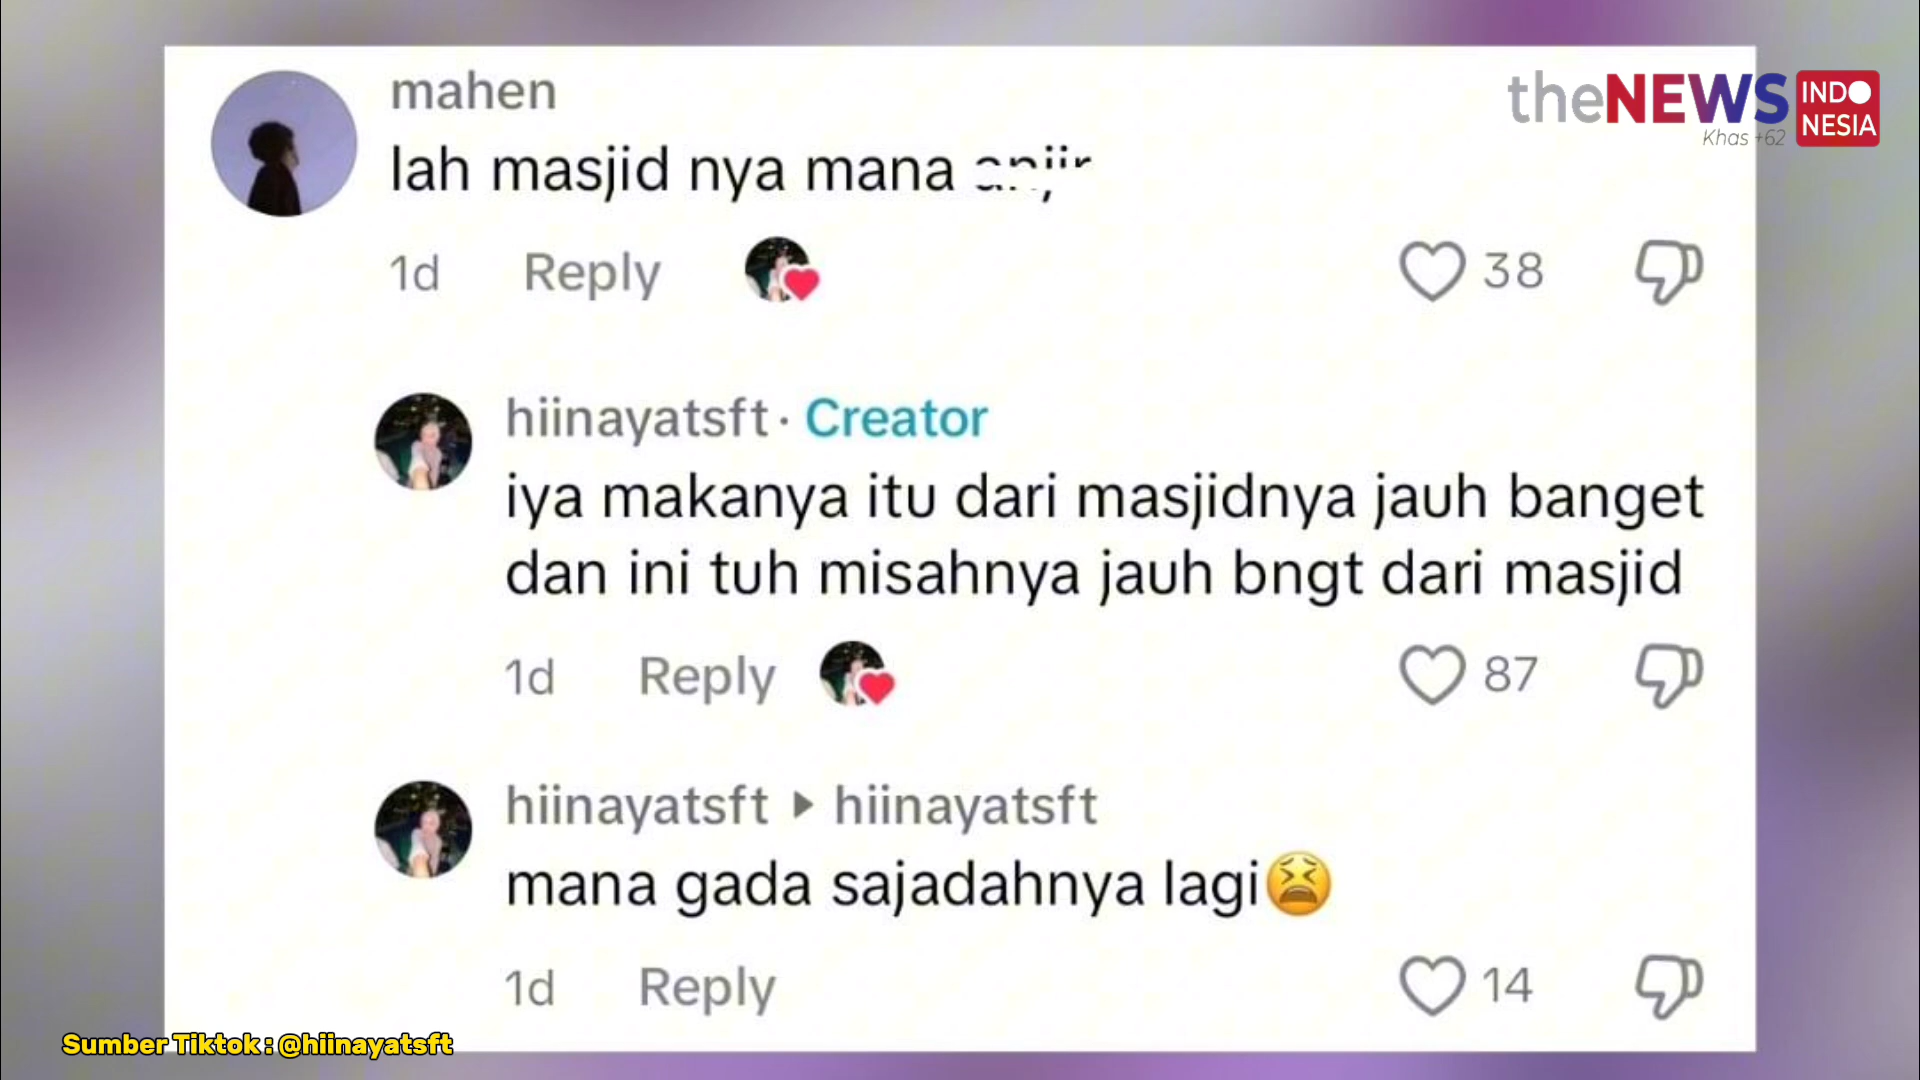 mahen
theNEWS INDO
NESIA
Khas +62
lah masjid nya mana anjir
1d Reply 38
hiinayatsft · Creator
iya makanya itu dari masjidnya jauh banget
dan ini tuh misahnya jauh bngt dari masjid
1d Reply 87
hiinayatsft ▸ hiinayatsft
mana gada sajadahnya lagi😫
1d Reply 14
Sumber Tiktok : @hiinayatsft